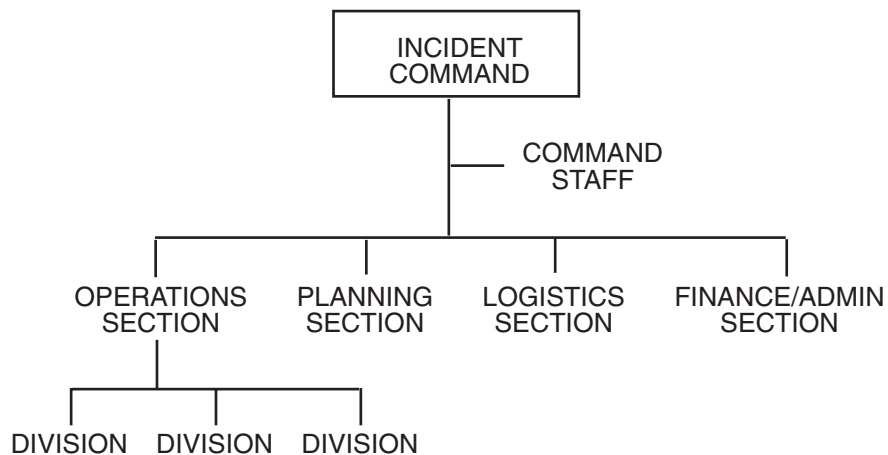 INCIDENT
COMMAND
COMMAND
STAFF
OPERATIONS
SECTION
PLANNING
SECTION
LOGISTICS
SECTION
FINANCE/ADMIN
SECTION
DIVISION
DIVISION
DIVISION